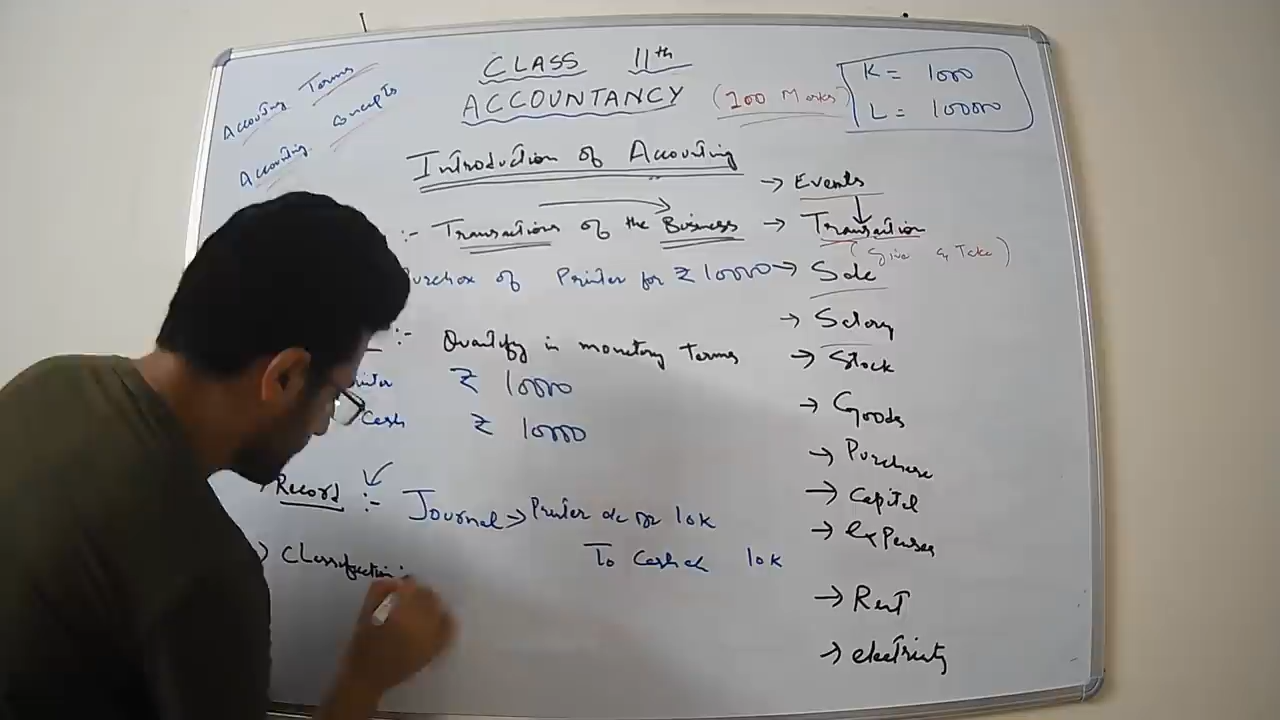 CLASS 11th
ACCOUNTANCY (100 Marks)
K = 1000
L = 100000
Accounting Terms
Accounting Concepts
Introduction of Accounting
:- Transactions of the Business
Purchase of Printer for ₹ 10000
:- Quantify in monetary Terms
₹ 10000
Cash ₹ 10000
Record :- Journal → Printer a/c Dr 10K
To Cash a/c 10K
Classification :-
→ Events
→ Transaction
(Give & Take)
→ Sale
→ Salary
→ Stock
→ Goods
→ Purchase
→ Capital
→ Expenses
→ Rent
→ electricity